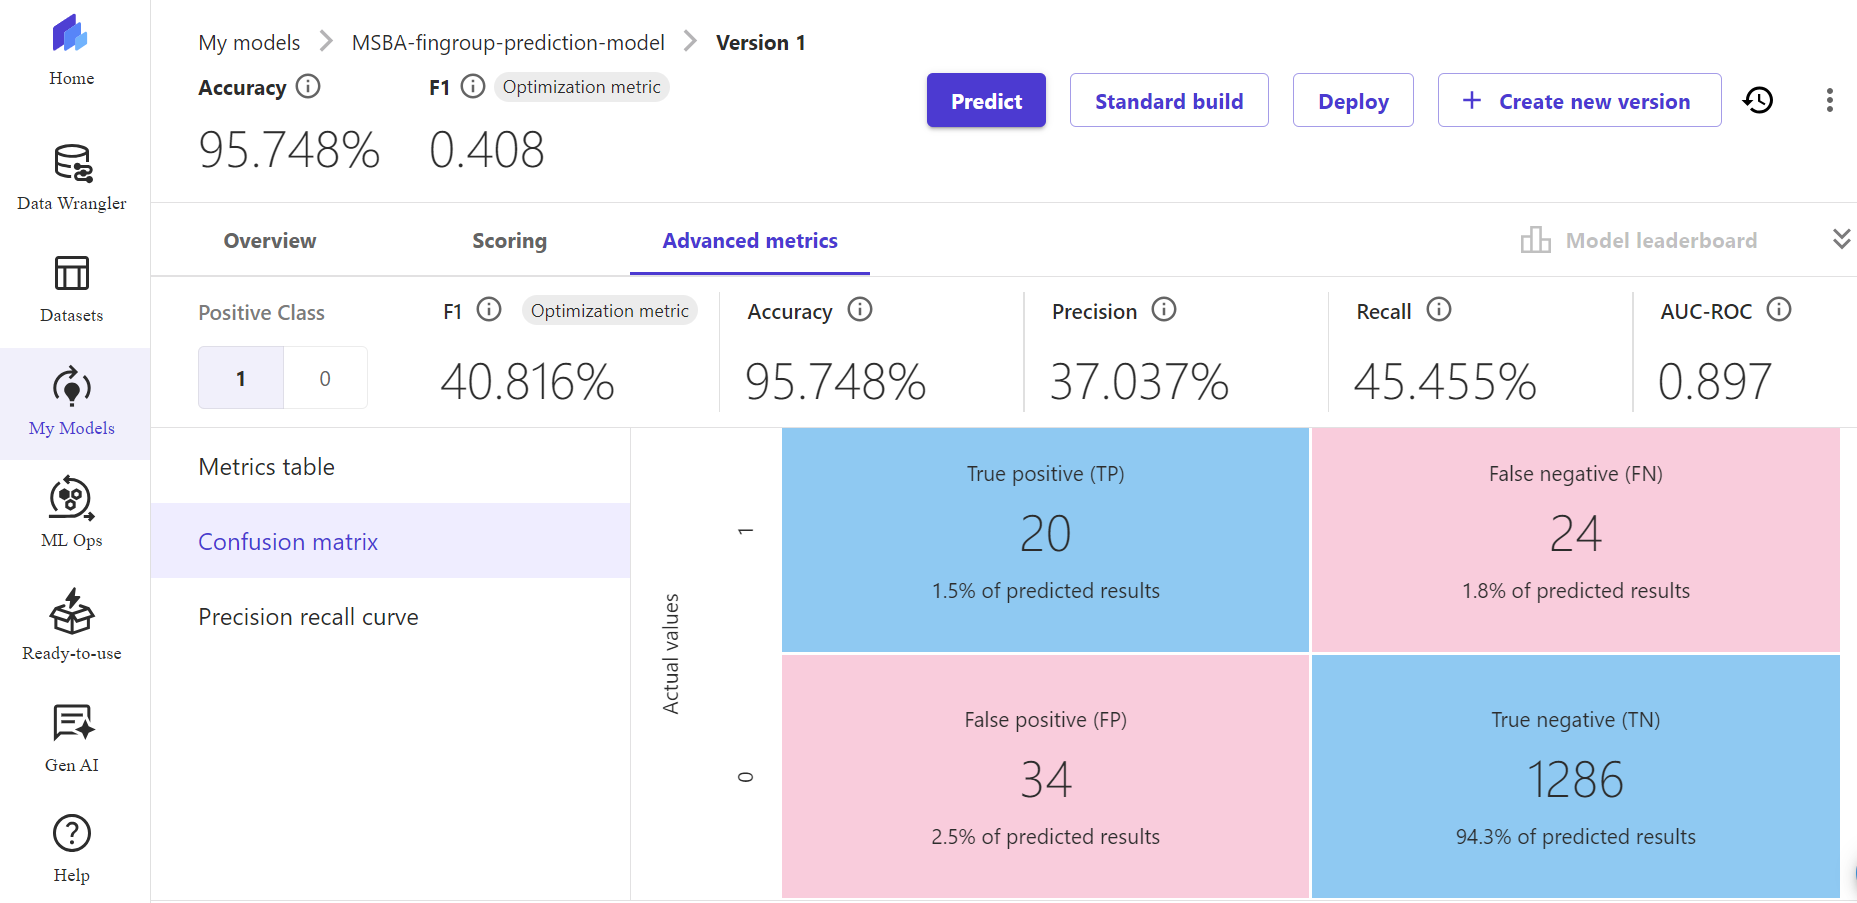 Home
Data Wrangler
Datasets
My Models
ML Ops
Ready-to-use
Gen AI
Help
My models > MSBA-fingroup-prediction-model > Version 1
Accuracy F1 Optimization metric
95.748% 0.408
Predict Standard build Deploy + Create new version
Overview Scoring Advanced metrics Model leaderboard
Positive Class
1 0
F1 Optimization metric
40.816%
Accuracy
95.748%
Precision
37.037%
Recall
45.455%
AUC-ROC
0.897
Metrics table
Confusion matrix
Precision recall curve
Actual values
1
0
True positive (TP)
20
1.5% of predicted results
False negative (FN)
24
1.8% of predicted results
False positive (FP)
34
2.5% of predicted results
True negative (TN)
1286
94.3% of predicted results